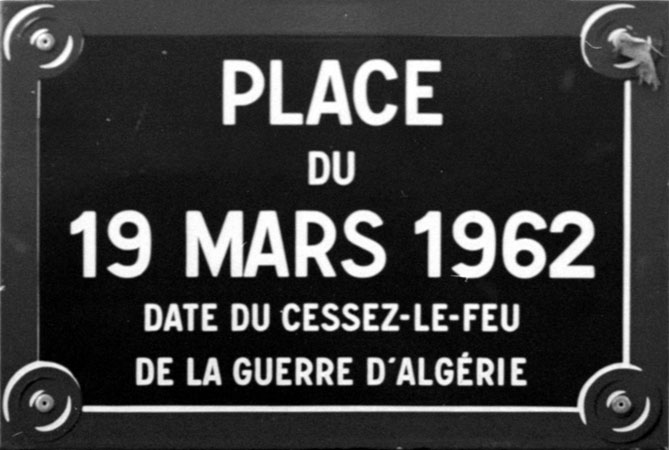 PLACE
DU
19 MARS 1962
DATE DU CESSEZ-LE-FEU
DE LA GUERRE D'ALGÉRIE